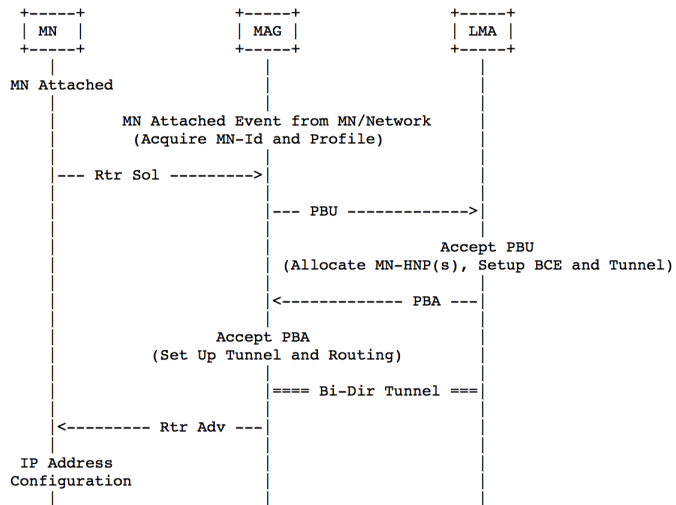 MN MAG LMA
MN Attached
MN Attached Event from MN/Network
(Acquire MN-Id and Profile)
Rtr Sol
PBU
Accept PBU
(Allocate MN-HNP(s), Setup BCE and Tunnel)
PBA
Accept PBA
(Set Up Tunnel and Routing)
Bi-Dir Tunnel
Rtr Adv
IP Address
Configuration